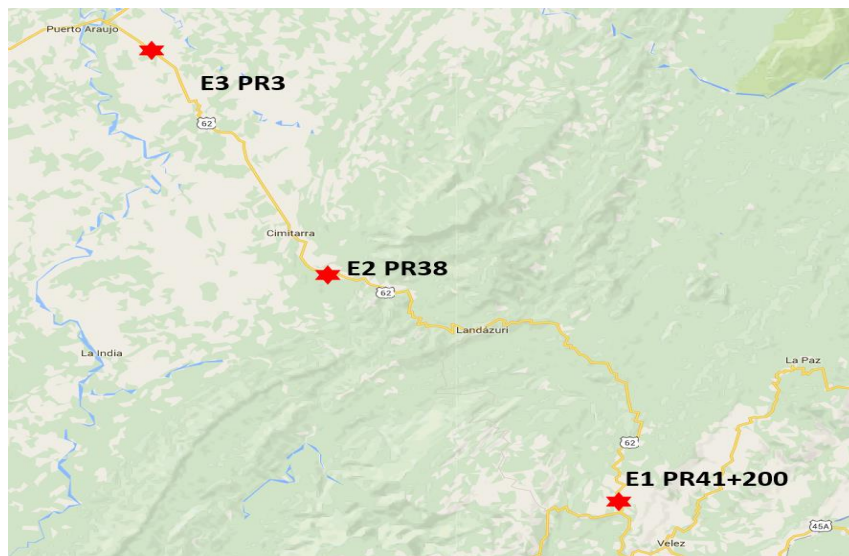 Puerto Araujo
E3 PR3
62
Cimitarra
E2 PR38
62
Landázuri
La India
La Paz
62
E1 PR41+200
45A
Velez